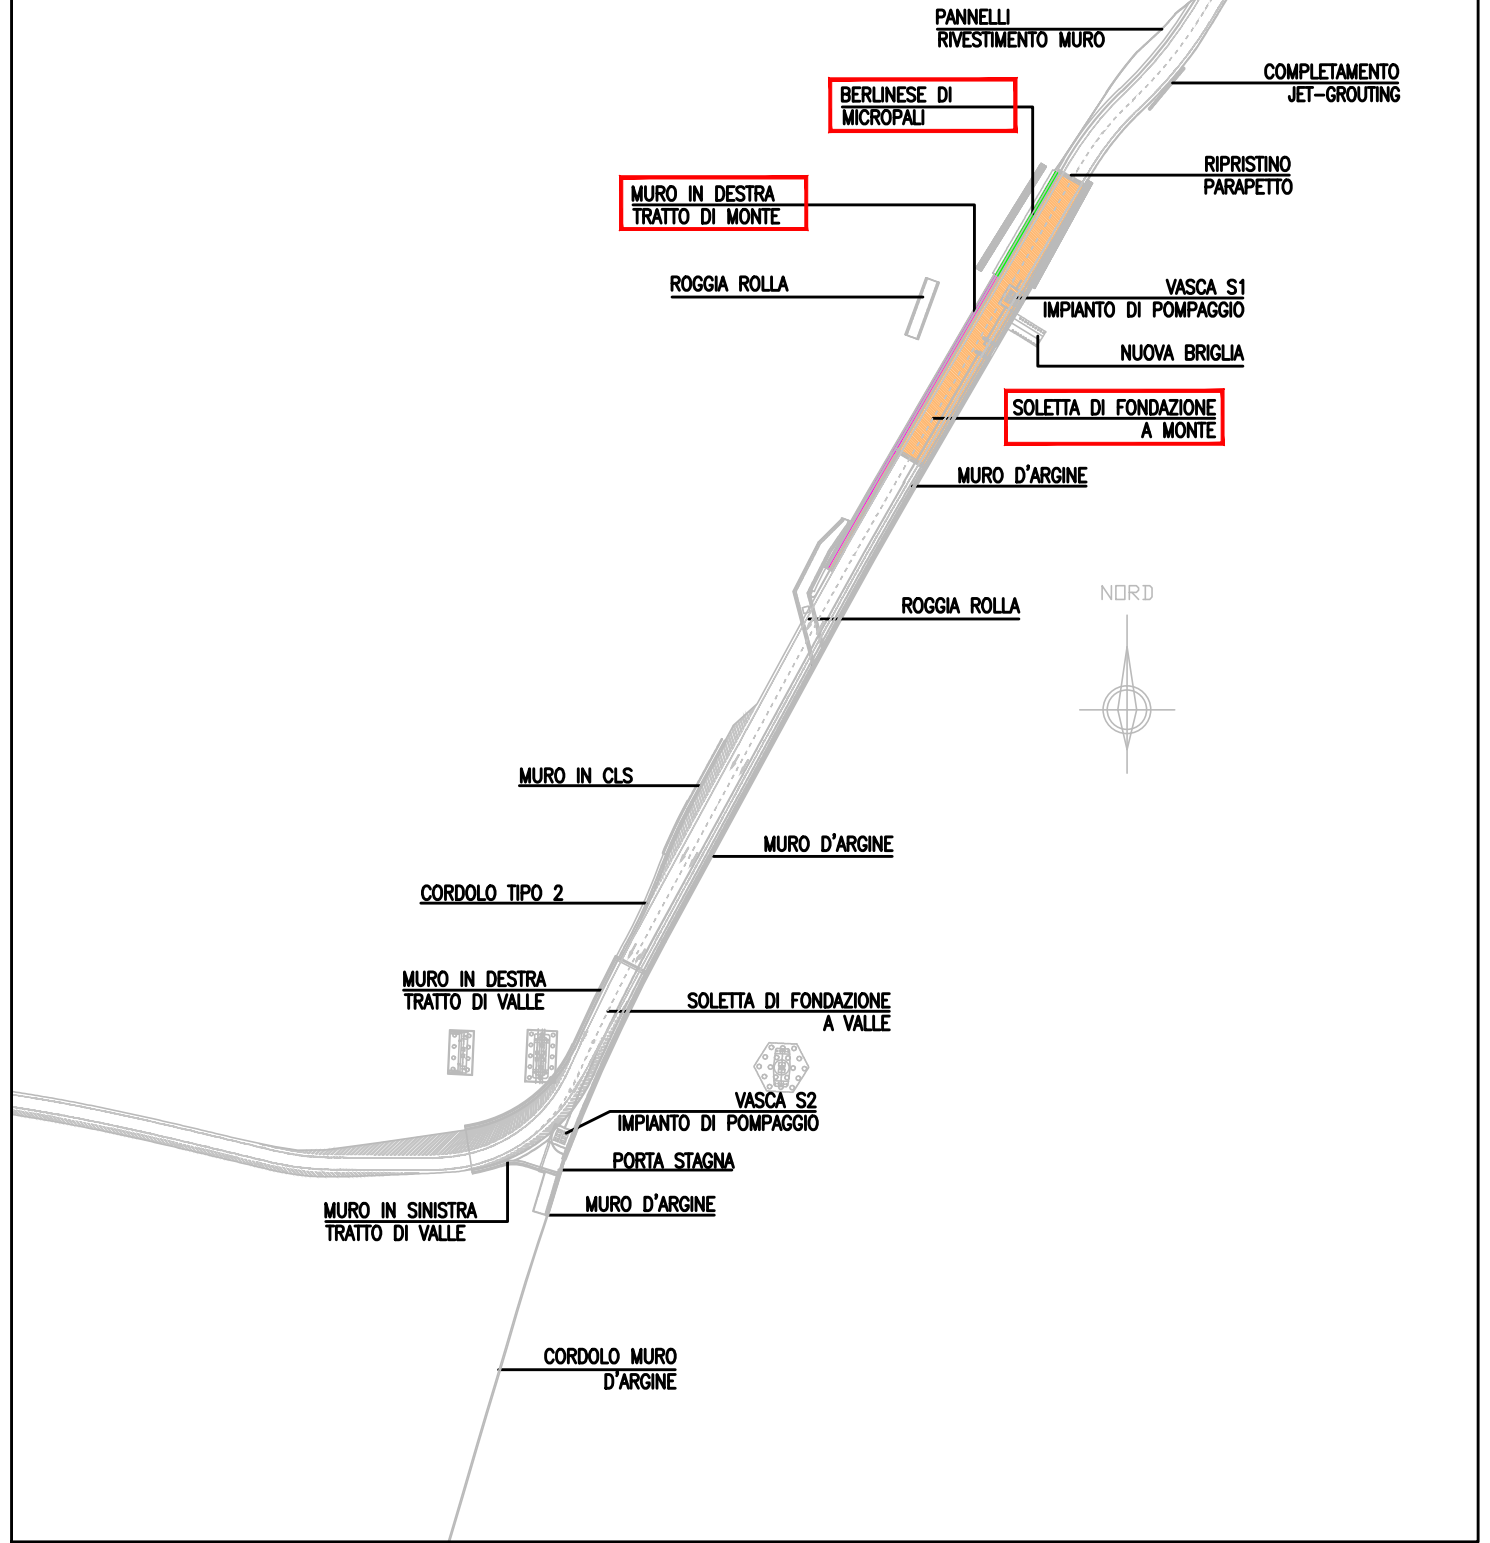 PANNELLI
RIVESTIMENTO MURO
COMPLETAMENTO
JET-GROUTING
BERLINESE DI
MICROPALI
RIPRISTINO
PARAPETTO
MURO IN DESTRA
TRATTO DI MONTE
ROGGIA ROLLA
VASCA S1
IMPIANTO DI POMPAGGIO
NUOVA BRIGLIA
SOLETTA DI FONDAZIONE
A MONTE
MURO D'ARGINE
NORD
ROGGIA ROLLA
MURO IN CLS
MURO D'ARGINE
CORDOLO TIPO 2
MURO IN DESTRA
TRATTO DI VALLE
SOLETTA DI FONDAZIONE
A VALLE
VASCA S2
IMPIANTO DI POMPAGGIO
PORTA STAGNA
MURO D'ARGINE
MURO IN SINISTRA
TRATTO DI VALLE
CORDOLO MURO
D'ARGINE